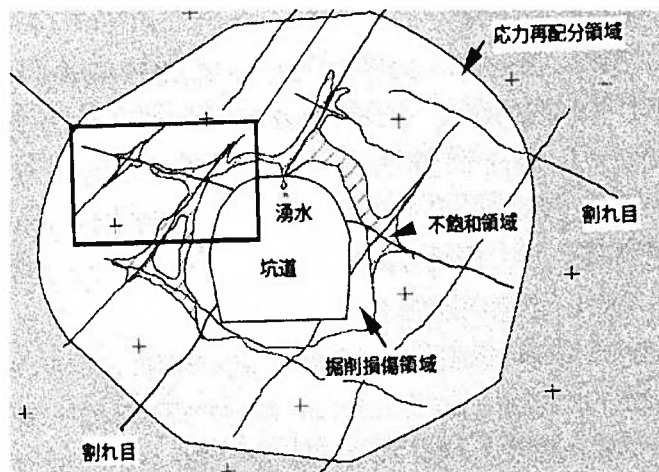 応力再配分領域
割れ目
湧水
不飽和領域
坑道
掘削損傷領域
割れ目